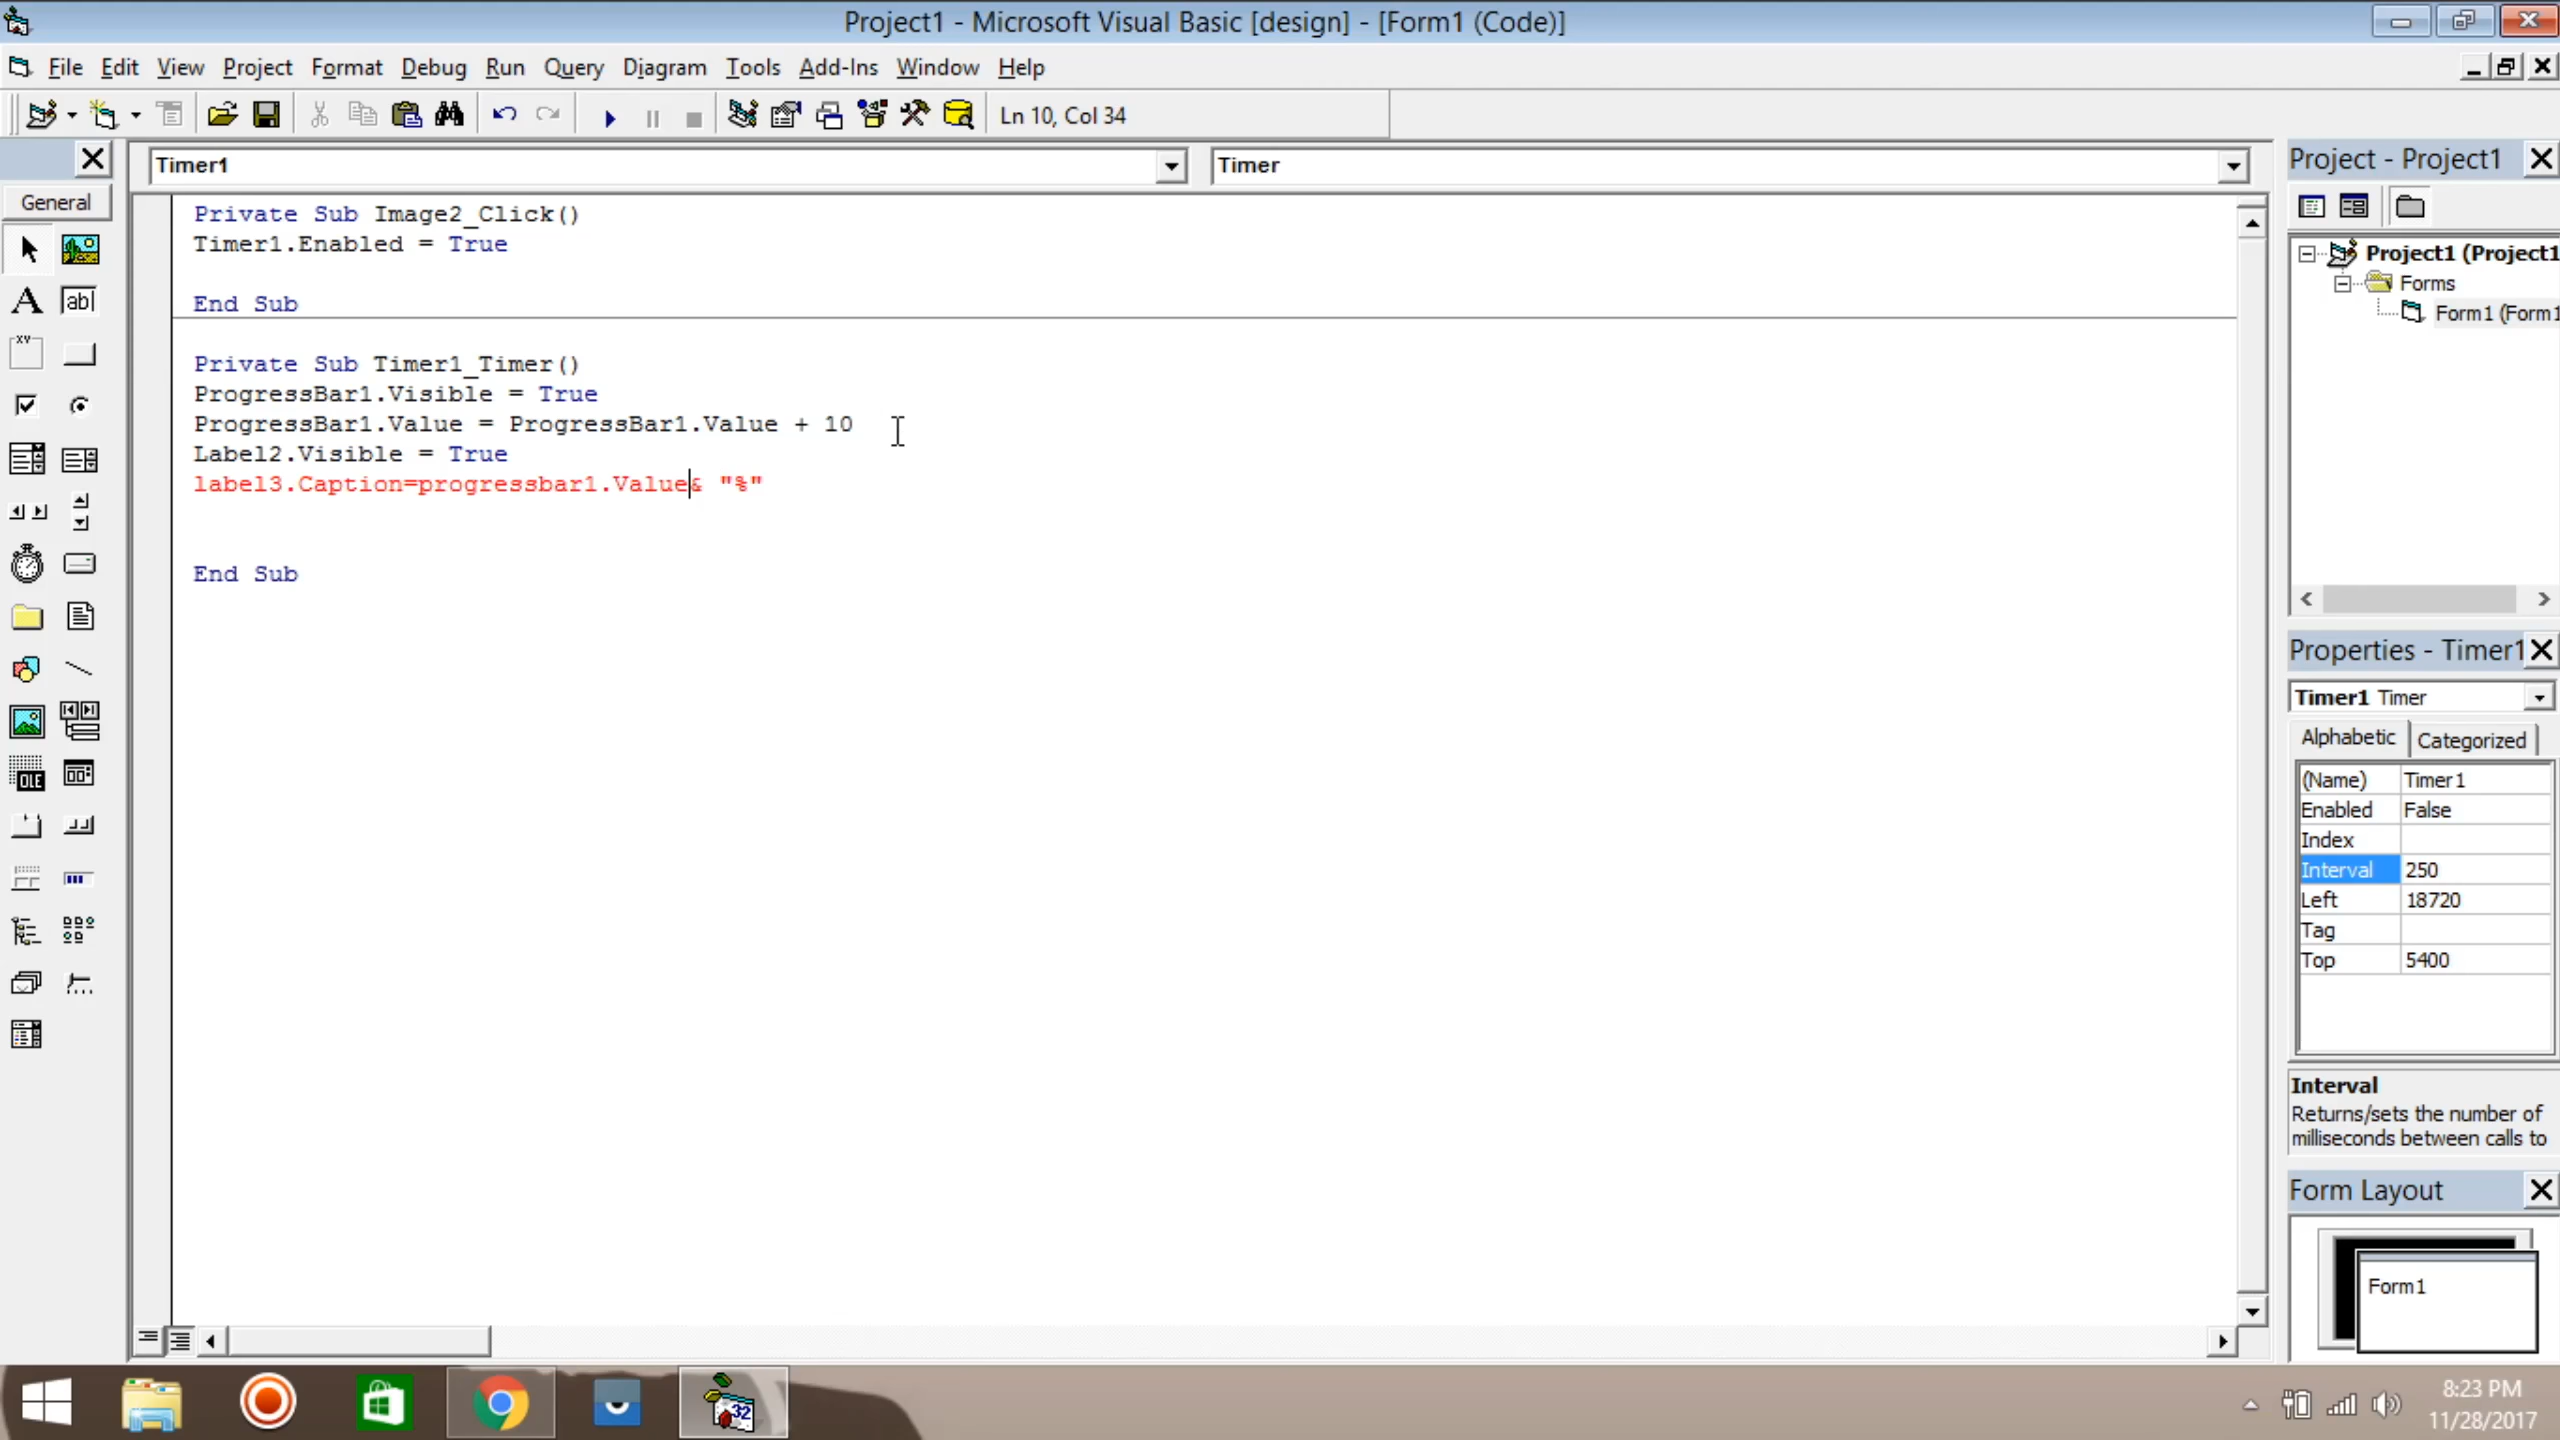 Project1 - Microsoft Visual Basic [design] - [Form1 (Code)]
File Edit View Project Format Debug Run Query Diagram Tools Add-Ins Window Help
Ln 10, Col 34
General
Timer1
Timer
Private Sub Image2_Click()
Timer1.Enabled = True
End Sub
Private Sub Timer1_Timer()
ProgressBar1.Visible = True
ProgressBar1.Value = ProgressBar1.Value + 10
Label2.Visible = True
label3.Caption=progressbar1.Value& "%"
End Sub
Project - Project1
Project1 (Project1
Forms
Form1 (Form1
Properties - Timer1
Timer1 Timer
Alphabetic Categorized
(Name) Timer1
Enabled False
Index
Interval 250
Left 18720
Tag
Top 5400
Interval
Returns/sets the number of
milliseconds between calls to
Form Layout
Form1
A
ab
XY
OLE
32
8:23 PM
11/28/2017